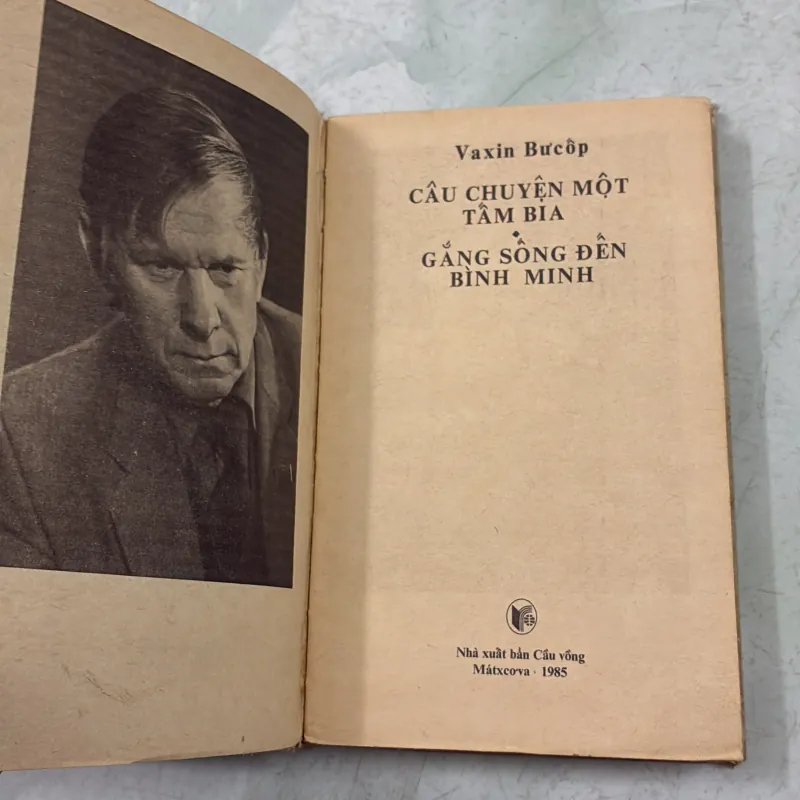 Vaxin Bưcôp
CÂU CHUYỆN MỘT
TẤM BIA
GẮNG SỐNG ĐẾN
BÌNH MINH
Nhà xuất bản Cầu vồng
Mátxcơva · 1985